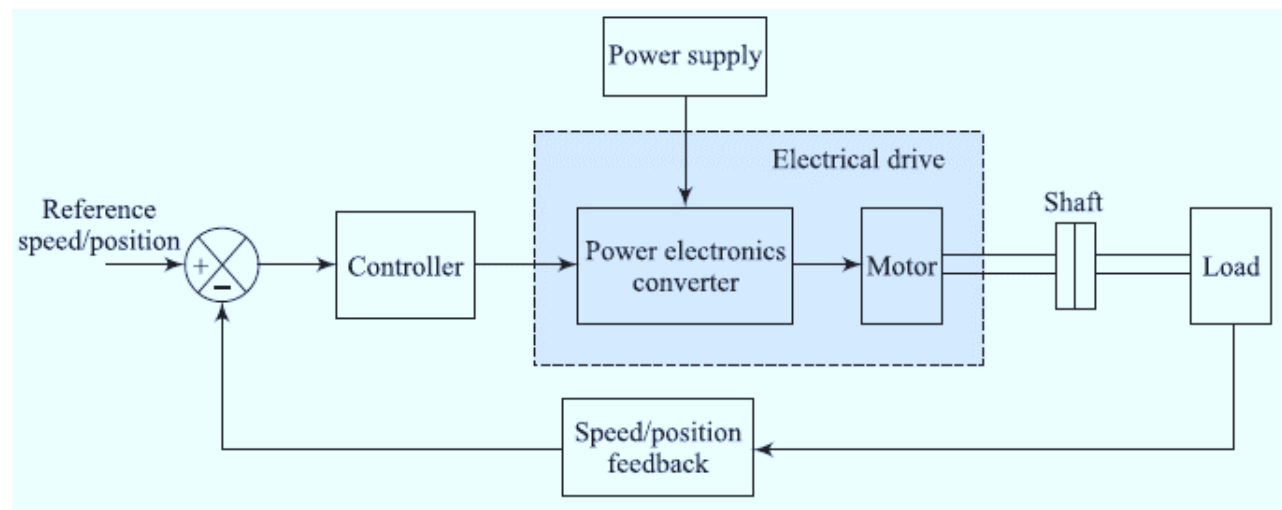 Power supply
Electrical drive
Reference
speed/position
+
-
Controller
Power electronics
converter
Motor
Shaft
Load
Speed/position
feedback